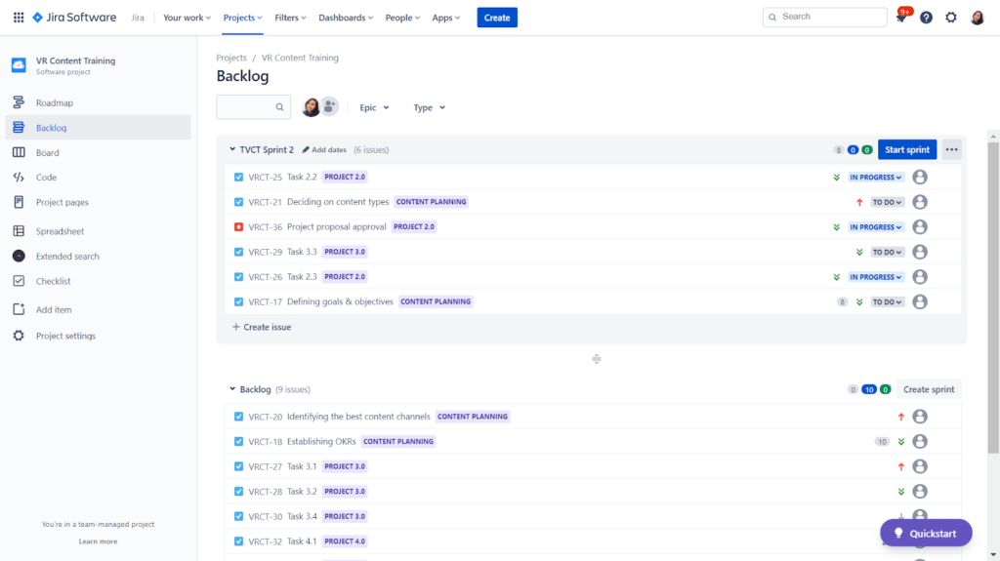 Jira Software Jira Your work Projects Filters Dashboards People Apps Create Search 9+
VR Content Training
Software project
Roadmap
Backlog
Board
Code
Project pages
Spreadsheet
Extended search
Checklist
Add item
Project settings
You're in a team-managed project
Learn more
Projects / VR Content Training
Backlog
Epic Type
TVCT Sprint 2 Add dates (6 issues) 8 0 0 Start sprint
VRCT-25 Task 2.2 PROJECT 2.0 IN PROGRESS
VRCT-21 Deciding on content types CONTENT PLANNING TO DO
VRCT-36 Project proposal approval PROJECT 2.0 IN PROGRESS
VRCT-29 Task 3.3 PROJECT 3.0 TO DO
VRCT-26 Task 2.3 PROJECT 2.0 IN PROGRESS
VRCT-17 Defining goals & objectives CONTENT PLANNING 8 TO DO
+ Create issue
Backlog (9 issues) 0 10 0 Create sprint
VRCT-20 Identifying the best content channels CONTENT PLANNING
VRCT-18 Establishing OKRs CONTENT PLANNING 10
VRCT-27 Task 3.1 PROJECT 3.0
VRCT-28 Task 3.2 PROJECT 3.0
VRCT-30 Task 3.4 PROJECT 3.0
VRCT-32 Task 4.1 PROJECT 4.0
Quickstart